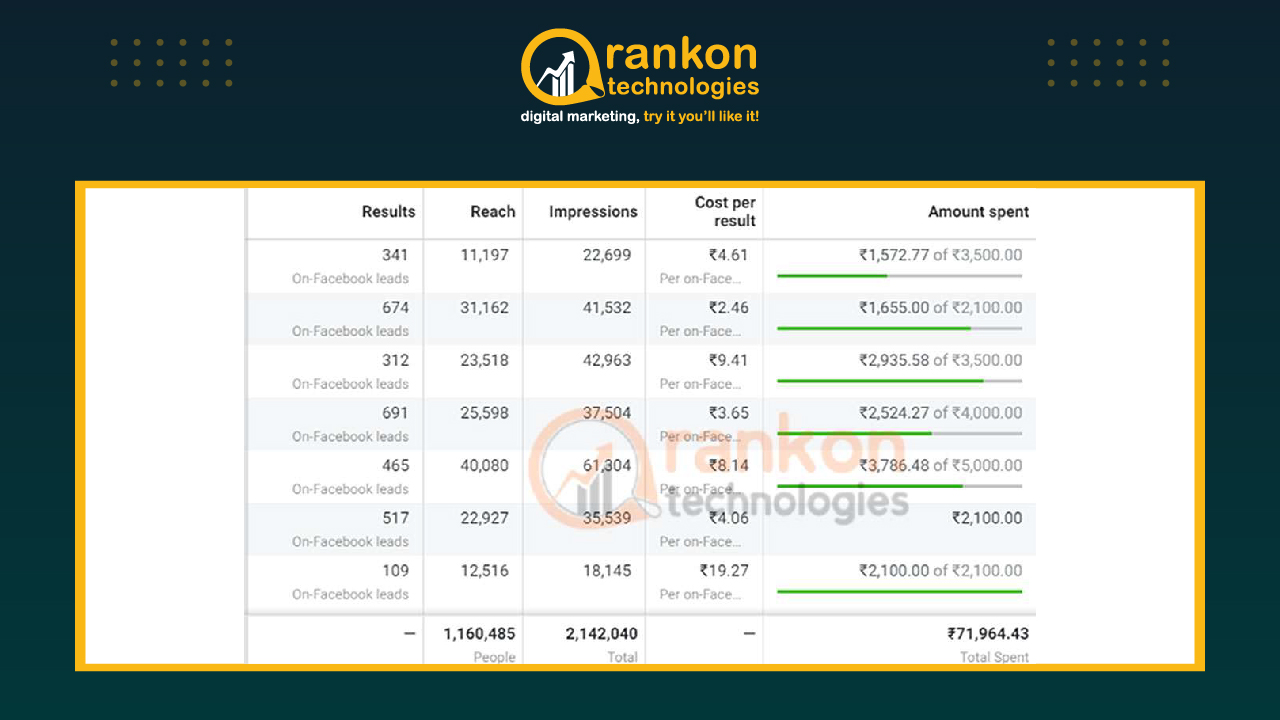 rankon
technologies
digital marketing, try it you'll like it!
Results Reach Impressions Cost per result Amount spent
341 11,197 22,699 ₹4.61 ₹1,572.77 of ₹3,500.00
On-Facebook leads Per on-Face...
674 31,162 41,532 ₹2.46 ₹1,655.00 of ₹2,100.00
On-Facebook leads Per on-Face...
312 23,518 42,963 ₹9.41 ₹2,935.58 of ₹3,500.00
On-Facebook leads Per on-Face...
691 25,598 37,504 ₹3.65 ₹2,524.27 of ₹4,000.00
On-Facebook leads Per on-Face...
465 40,080 61,304 ₹8.14 ₹3,786.48 of ₹5,000.00
On-Facebook leads Per on-Face...
517 22,927 35,539 ₹4.06 ₹2,100.00
On-Facebook leads Per on-Face...
109 12,516 18,145 ₹19.27 ₹2,100.00 of ₹2,100.00
On-Facebook leads Per on-Face...
— 1,160,485 2,142,040 — ₹71,964.43
People Total Total Spent
rankon
technologies